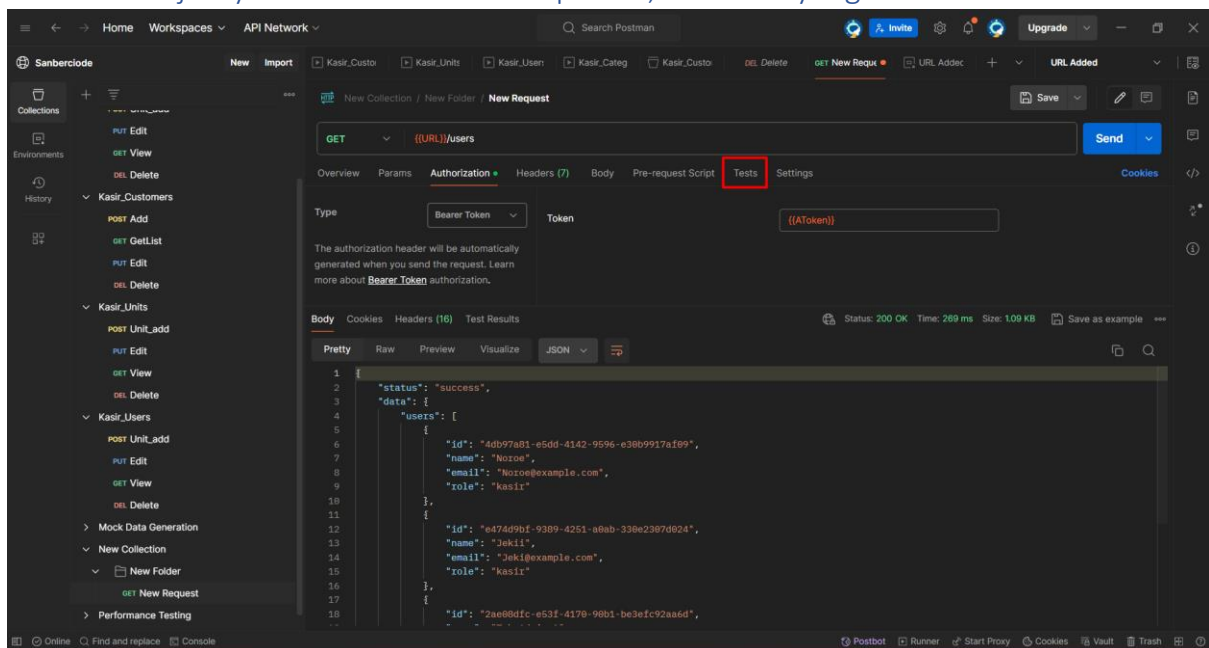 Home Workspaces API Network Search Postman Invite Upgrade
Sanberciode New Import Kasir_Custor Kasir_Units Kasir_User: Kasir_Categ Kasir_Custo DEL Delete GET New Reque URL Addec URL Added
Collections
Environments
History
PUT Edit
GET View
DEL Delete
Kasir_Customers
POST Add
GET GetList
PUT Edit
DEL Delete
Kasir_Units
POST Unit_add
PUT Edit
GET View
DEL Delete
Kasir_Users
POST Unit_add
PUT Edit
GET View
DEL Delete
Mock Data Generation
New Collection
New Folder
GET New Request
Performance Testing
HTTP New Collection / New Folder / New Request Save
GET {{URL}}/users Send
Overview Params Authorization Headers (7) Body Pre-request Script Tests Settings Cookies
Type Bearer Token Token {{AToken}}
The authorization header will be automatically
generated when you send the request. Learn
more about Bearer Token authorization.
Body Cookies Headers (16) Test Results Status: 200 OK Time: 269 ms Size: 1.09 KB Save as example
Pretty Raw Preview Visualize JSON
1 {
2 "status": "success",
3 "data": {
4 "users": [
5 {
6 "id": "4db97a81-e5dd-4142-9596-e30b9917af09",
7 "name": "Noroe",
8 "email": "Noroe@example.com",
9 "role": "kasir"
10 },
11 {
12 "id": "e474d9bf-9389-4251-a0ab-330e2307d024",
13 "name": "Jekii",
14 "email": "Jeki@example.com",
15 "role": "kasir"
16 },
17 {
18 "id": "2ae08dfc-e53f-4170-90b1-be3efc92aa6d",
Online Find and replace Console Postbot Runner Start Proxy Cookies Vault Trash